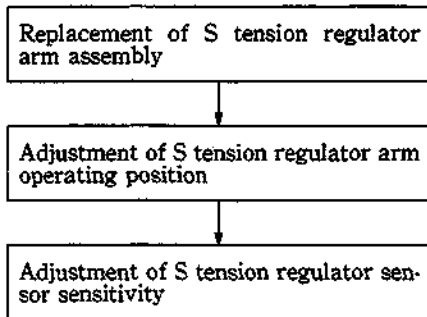 Replacement of S tension regulator
arm assembly
Adjustment of S tension regulator arm
operating position
Adjustment of S tension regulator sen-
sor sensitivity